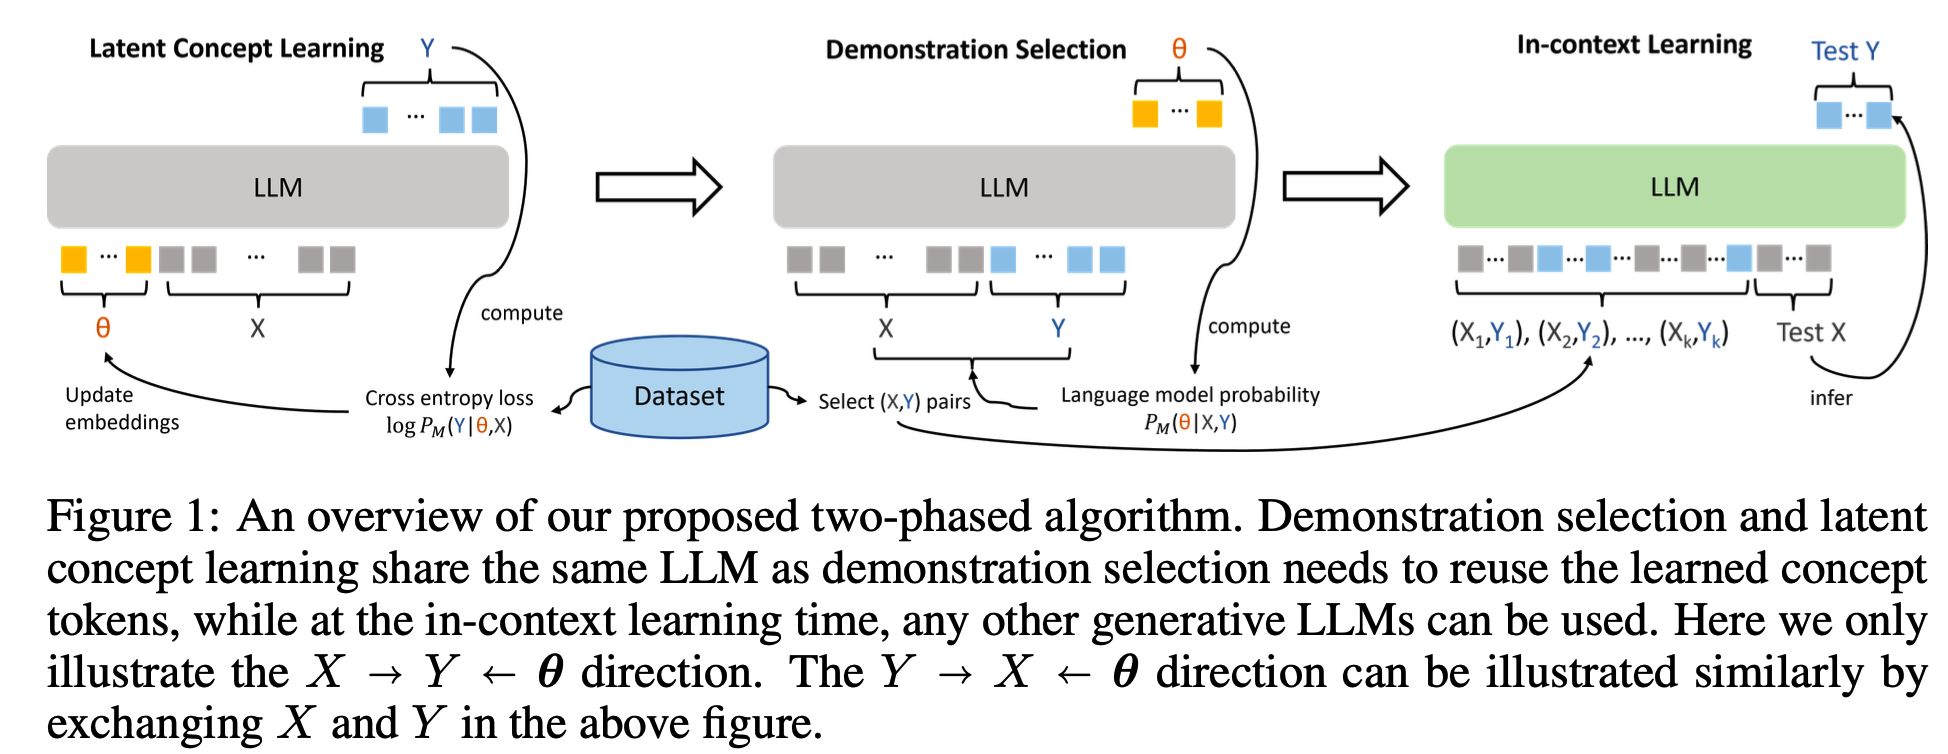 Latent Concept Learning
Y
...
LLM
...
...
θ
X
compute
Update
embeddings
Cross entropy loss
log P_M(Y|θ,X)
Dataset
Demonstration Selection
θ
...
LLM
...
...
X
Y
compute
Select (X,Y) pairs
Language model probability
P_M(θ|X,Y)
In-context Learning
Test Y
...
LLM
... ... ... ... ... ...
(X₁,Y₁), (X₂,Y₂), ..., (Xₖ,Yₖ)
Test X
infer
Figure 1: An overview of our proposed two-phased algorithm. Demonstration selection and latent
concept learning share the same LLM as demonstration selection needs to reuse the learned concept
tokens, while at the in-context learning time, any other generative LLMs can be used. Here we only
illustrate the X → Y ← θ direction. The Y → X ← θ direction can be illustrated similarly by
exchanging X and Y in the above figure.